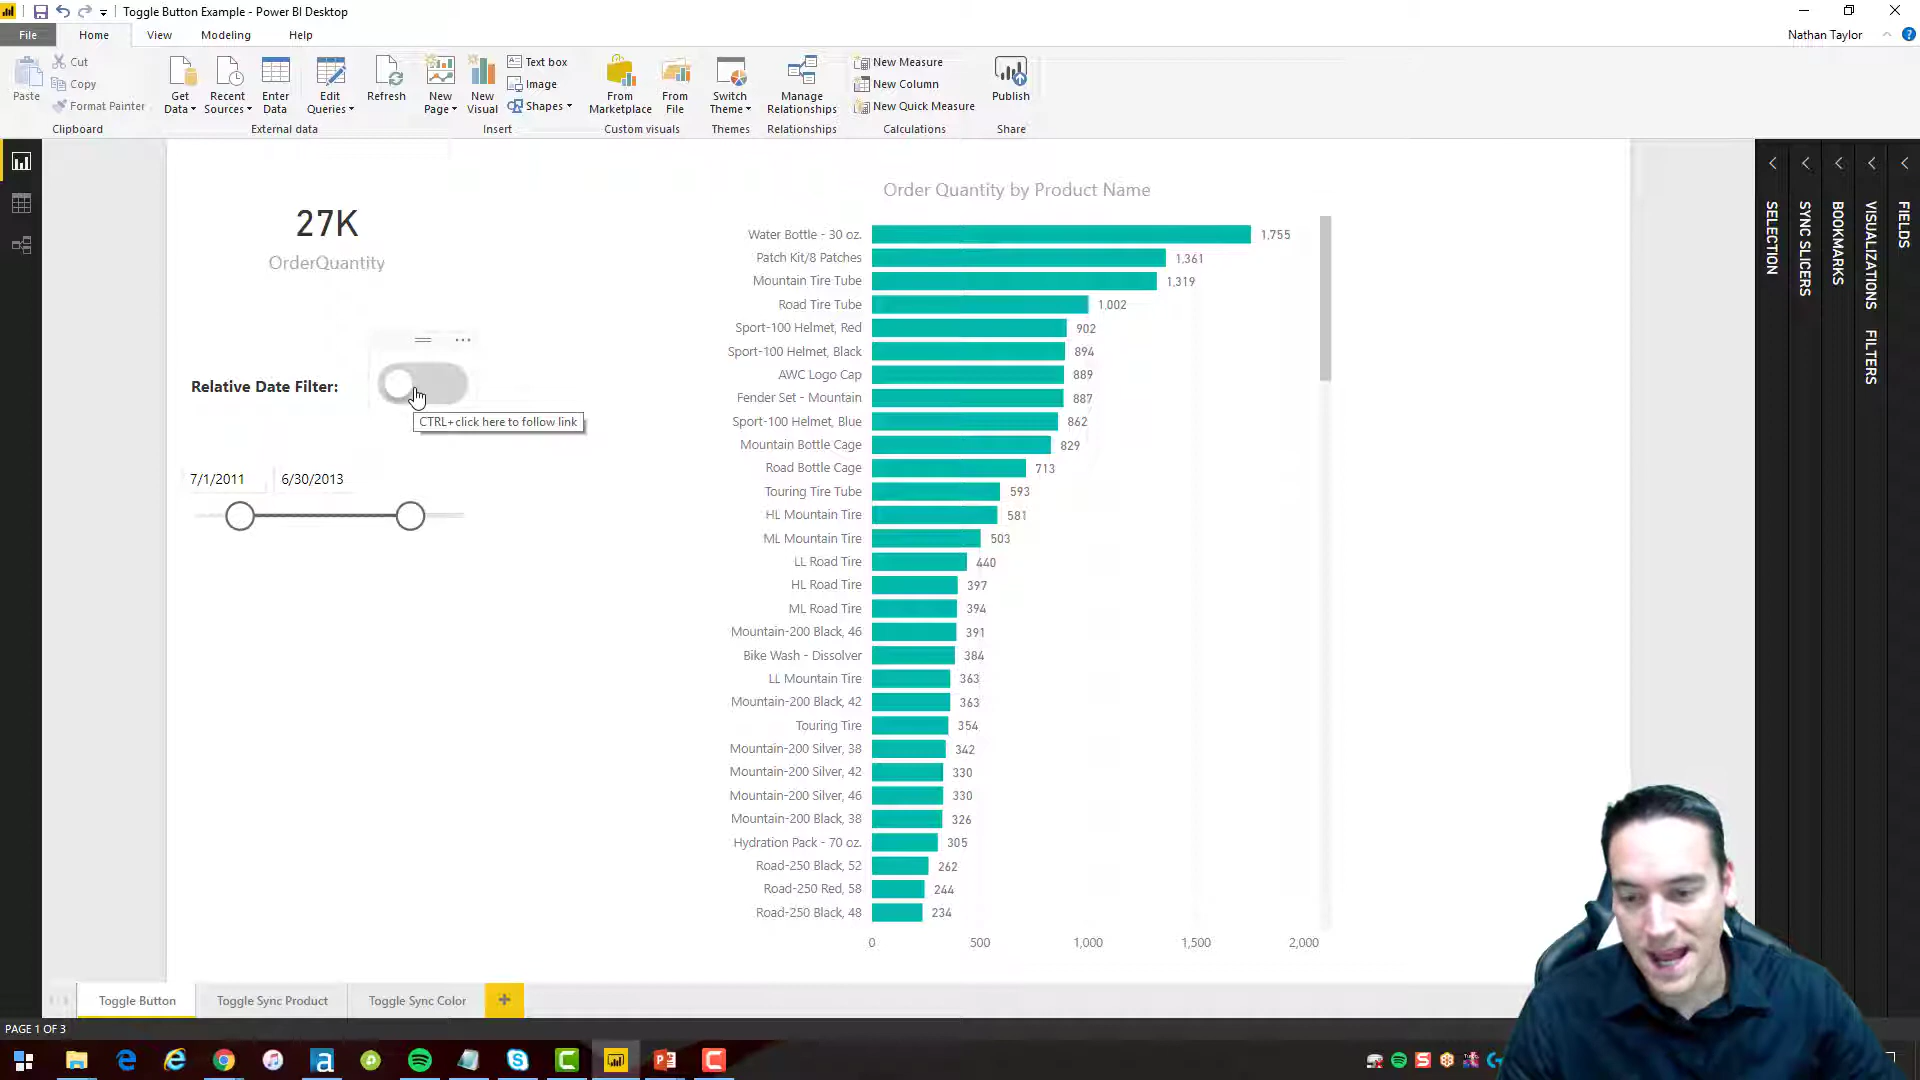 Toggle Button Example - Power BI Desktop
File
Home
View
Modeling
Help
Nathan Taylor
Paste
Cut
Copy
Format Painter
Clipboard
Get Data
Recent Sources
Enter Data
Edit Queries
External data
Refresh
New Page
New Visual
Text box
Image
Shapes
Insert
From Marketplace
From File
Custom visuals
Switch Theme
Themes
Manage Relationships
Relationships
New Measure
New Column
New Quick Measure
Calculations
Publish
Share
27K
OrderQuantity
Relative Date Filter:
CTRL+click here to follow link
7/1/2011
6/30/2013
Order Quantity by Product Name
Water Bottle - 30 oz. 1,755
Patch Kit/8 Patches 1,361
Mountain Tire Tube 1,319
Road Tire Tube 1,002
Sport-100 Helmet, Red 902
Sport-100 Helmet, Black 894
AWC Logo Cap 889
Fender Set - Mountain 887
Sport-100 Helmet, Blue 862
Mountain Bottle Cage 829
Road Bottle Cage 713
Touring Tire Tube 593
HL Mountain Tire 581
ML Mountain Tire 503
LL Road Tire 440
HL Road Tire 397
ML Road Tire 394
Mountain-200 Black, 46 391
Bike Wash - Dissolver 384
LL Mountain Tire 363
Mountain-200 Black, 42 363
Touring Tire 354
Mountain-200 Silver, 38 342
Mountain-200 Silver, 42 330
Mountain-200 Silver, 46 330
Mountain-200 Black, 38 326
Hydration Pack - 70 oz. 305
Road-250 Black, 52 262
Road-250 Red, 58 244
Road-250 Black, 48 234
0 500 1,000 1,500 2,000
SELECTION
SYNC SLICERS
BOOKMARKS
VISUALIZATIONS
FILTERS
FIELDS
Toggle Button
Toggle Sync Product
Toggle Sync Color
PAGE 1 OF 3